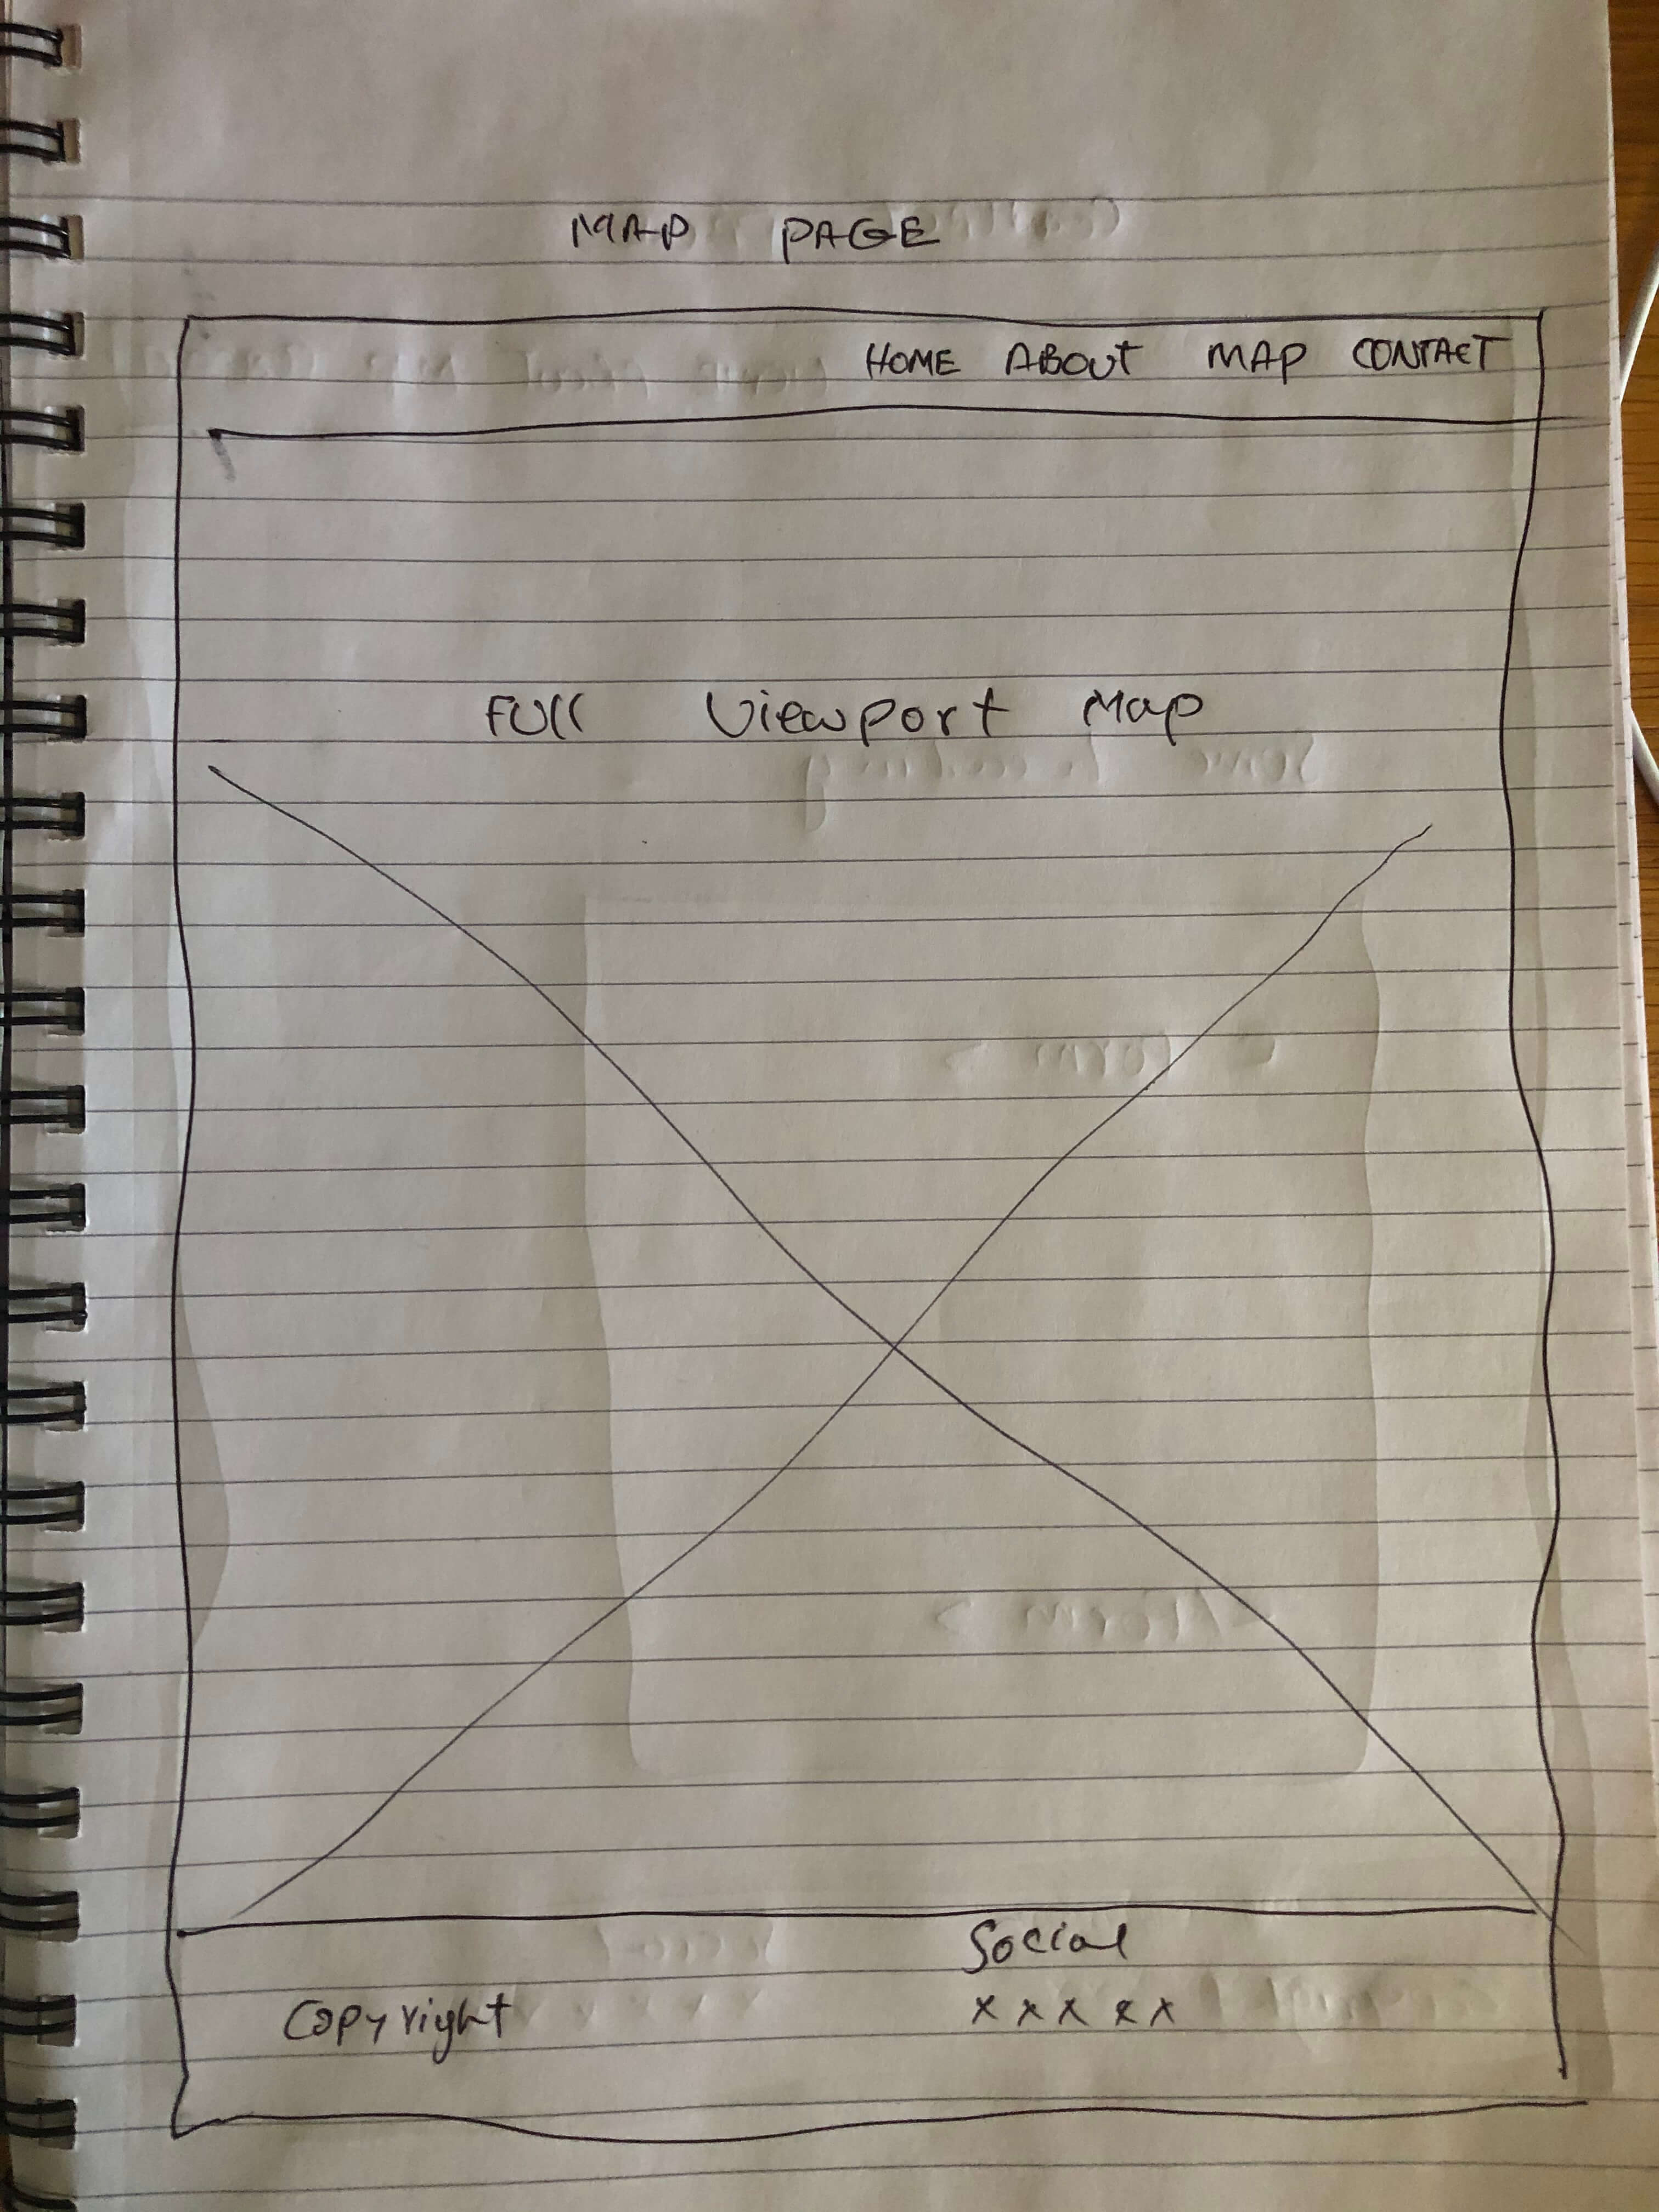 MAP PAGE
HOME ABOUT MAP CONTACT
FUll Viewport Map
Social
Copyright x x x x x